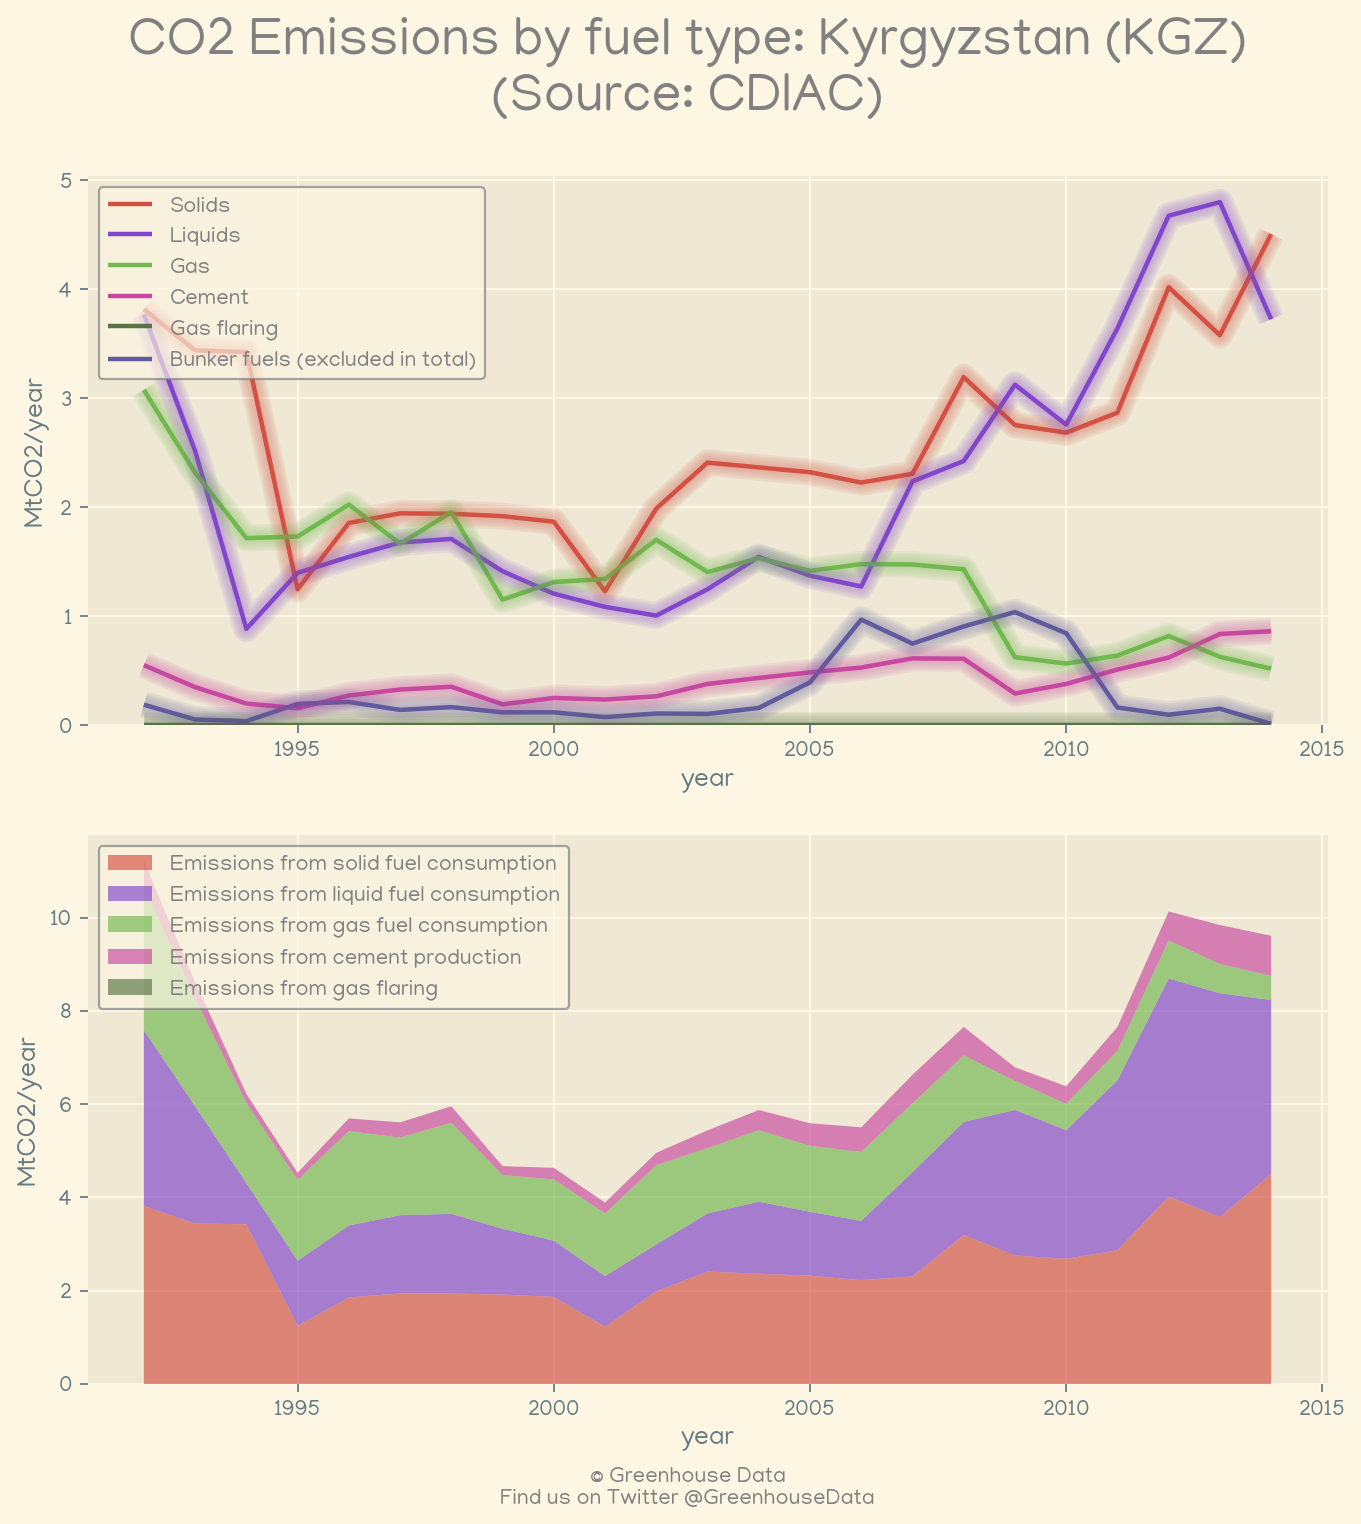 CO2 Emissions by fuel type: Kyrgyzstan (KGZ)
(Source: CDIAC)
5
4
3
2
1
0
MtCO2/year
Solids
Liquids
Gas
Cement
Gas flaring
Bunker fuels (excluded in total)
1995 2000 2005 2010 2015
year
10
8
6
4
2
0
MtCO2/year
Emissions from solid fuel consumption
Emissions from liquid fuel consumption
Emissions from gas fuel consumption
Emissions from cement production
Emissions from gas flaring
1995 2000 2005 2010 2015
year
© Greenhouse Data
Find us on Twitter @GreenhouseData